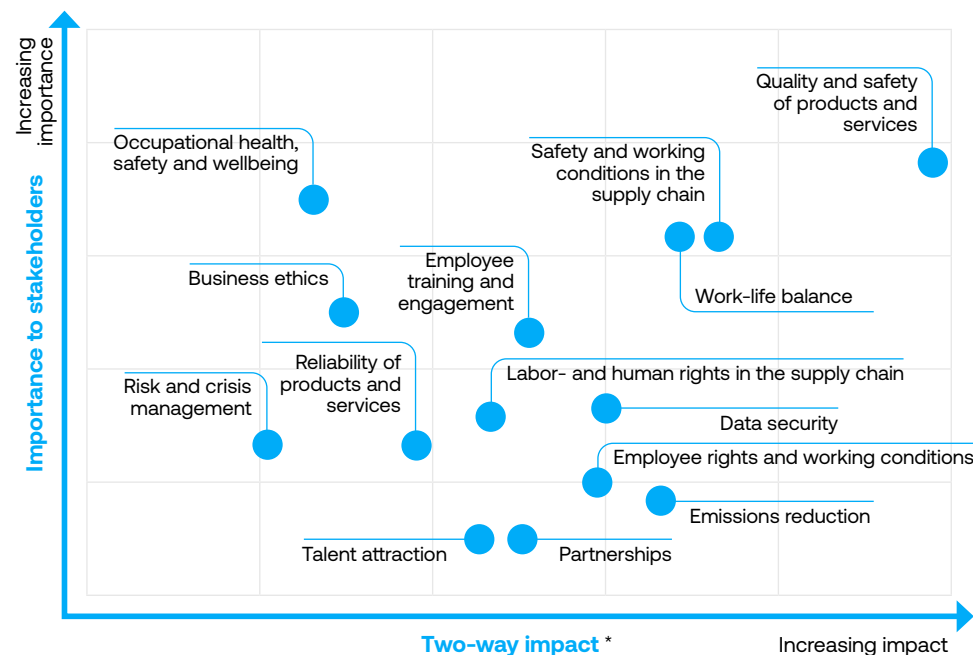 Increasing
importance
Importance to stakeholders
Quality and safety
of products and
services
Occupational health,
safety and wellbeing
Safety and working
conditions in the
supply chain
Business ethics
Employee
training and
engagement
Work-life balance
Risk and crisis
management
Reliability of
products and
services
Labor- and human rights in the supply chain
Data security
Employee rights and working conditions
Emissions reduction
Talent attraction
Partnerships
Two-way impact *
Increasing impact